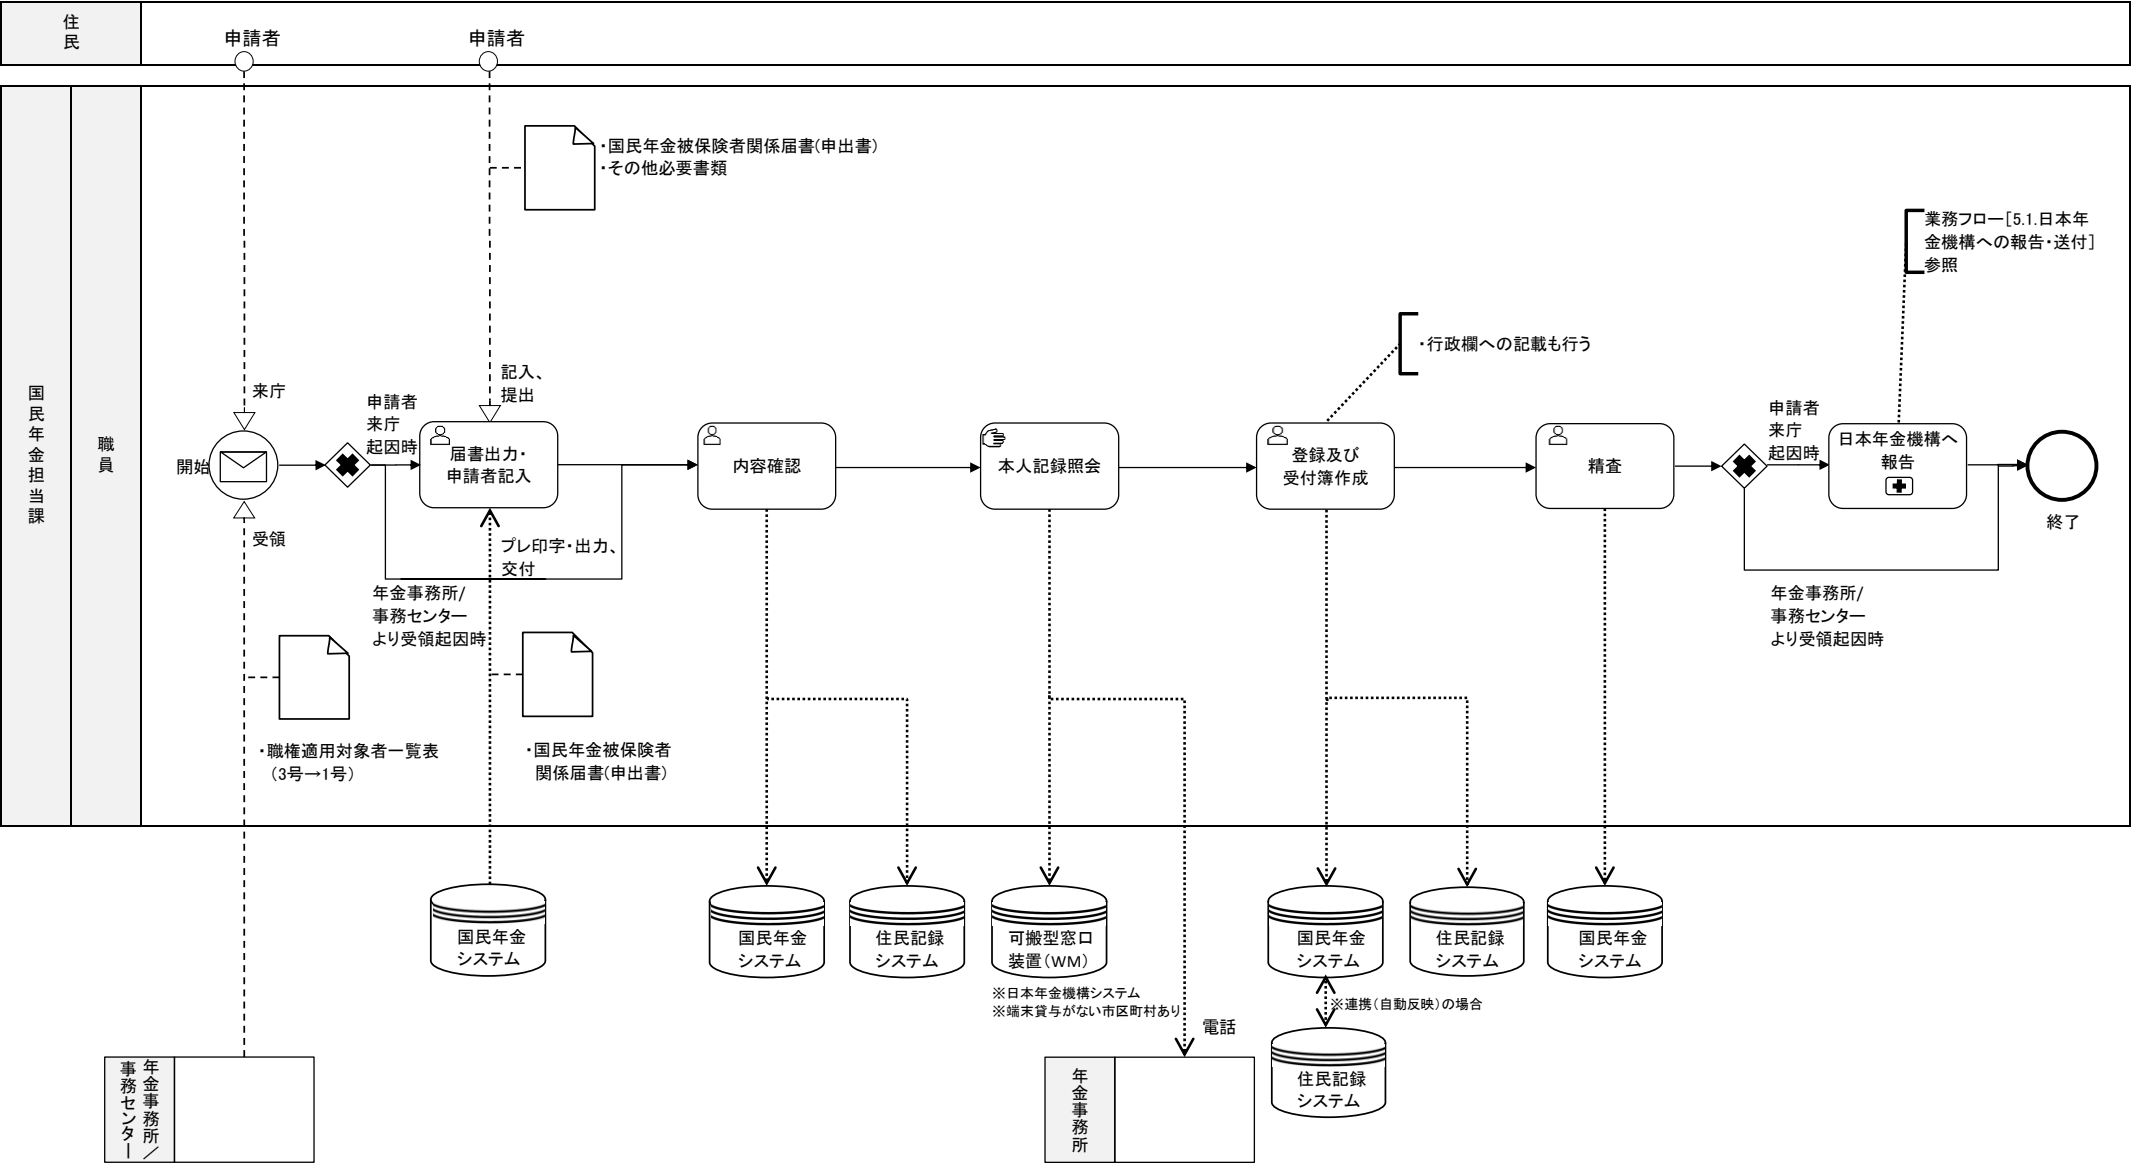 住
民
申請者
申請者
国民年金担当課
職員
・国民年金被保険者関係届書(申出書)
・その他必要書類
業務フロー[5.1.日本年
金機構への報告・送付]
参照
・行政欄への記載も行う
来庁
記入、
提出
開始
申請者
来庁
起因時
届書出力・
申請者記入
内容確認
本人記録照会
登録及び
受付簿作成
精査
申請者
来庁
起因時
日本年金機構へ
報告
終了
受領
プレ印字・出力、
交付
年金事務所/
事務センター
より受領起因時
年金事務所/
事務センター
より受領起因時
・職権適用対象者一覧表
（3号→1号）
・国民年金被保険者
関係届書(申出書)
国民年金
システム
国民年金
システム
住民記録
システム
可搬型窓口
装置（WM）
※日本年金機構システム
※端末貸与がない市区町村あり
国民年金
システム
住民記録
システム
国民年金
システム
※連携（自動反映）の場合
電話
住民記録
システム
年金事務所／
事務センター
年金事務所